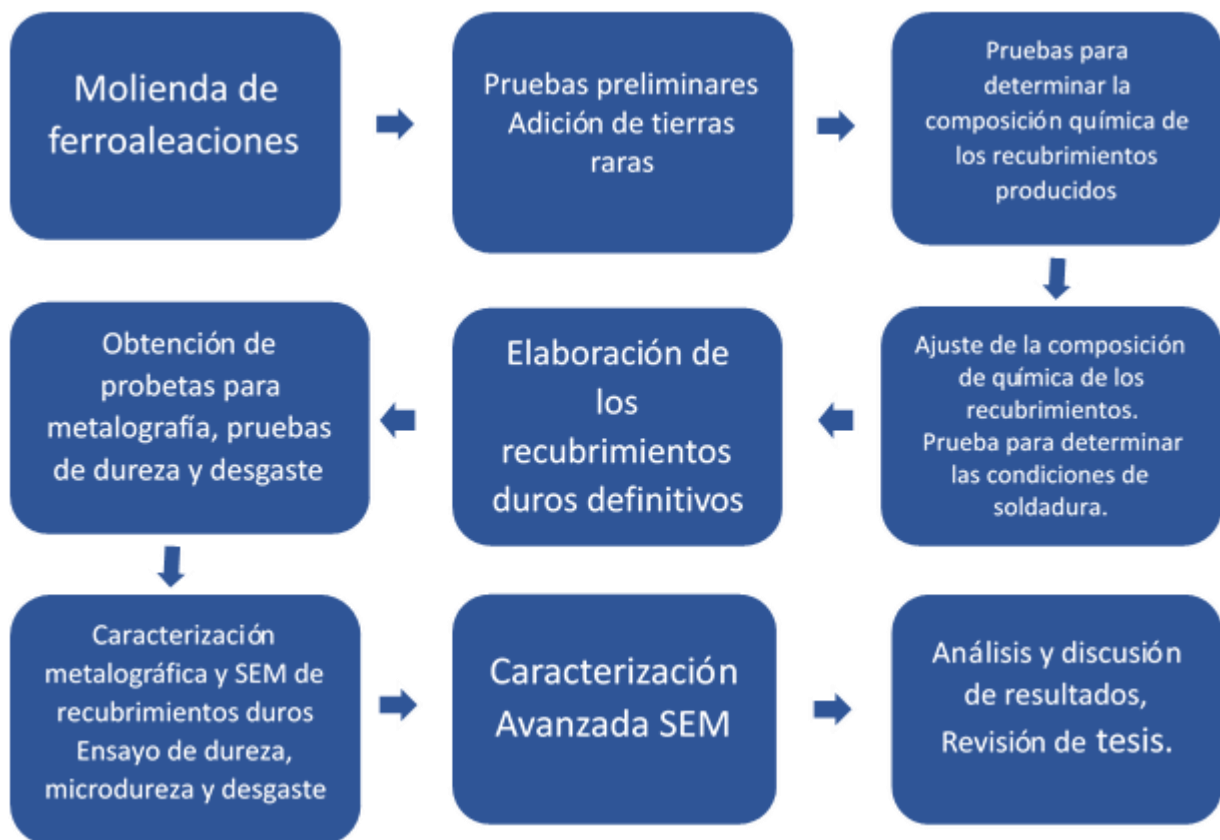 Molienda de
ferroaleaciones
Pruebas preliminares
Adición de tierras
raras
Pruebas para
determinar la
composición química de
los recubrimientos
producidos
Ajuste de la composición
de química de los
recubrimientos.
Prueba para determinar
las condiciones de
soldadura.
Elaboración de
los
recubrimientos
duros definitivos
Obtención de
probetas para
metalografía, pruebas
de dureza y desgaste
Caracterización
metalográfica y SEM de
recubrimientos duros
Ensayo de dureza,
microdureza y desgaste
Caracterización
Avanzada SEM
Análisis y discusión
de resultados,
Revisión de tesis.